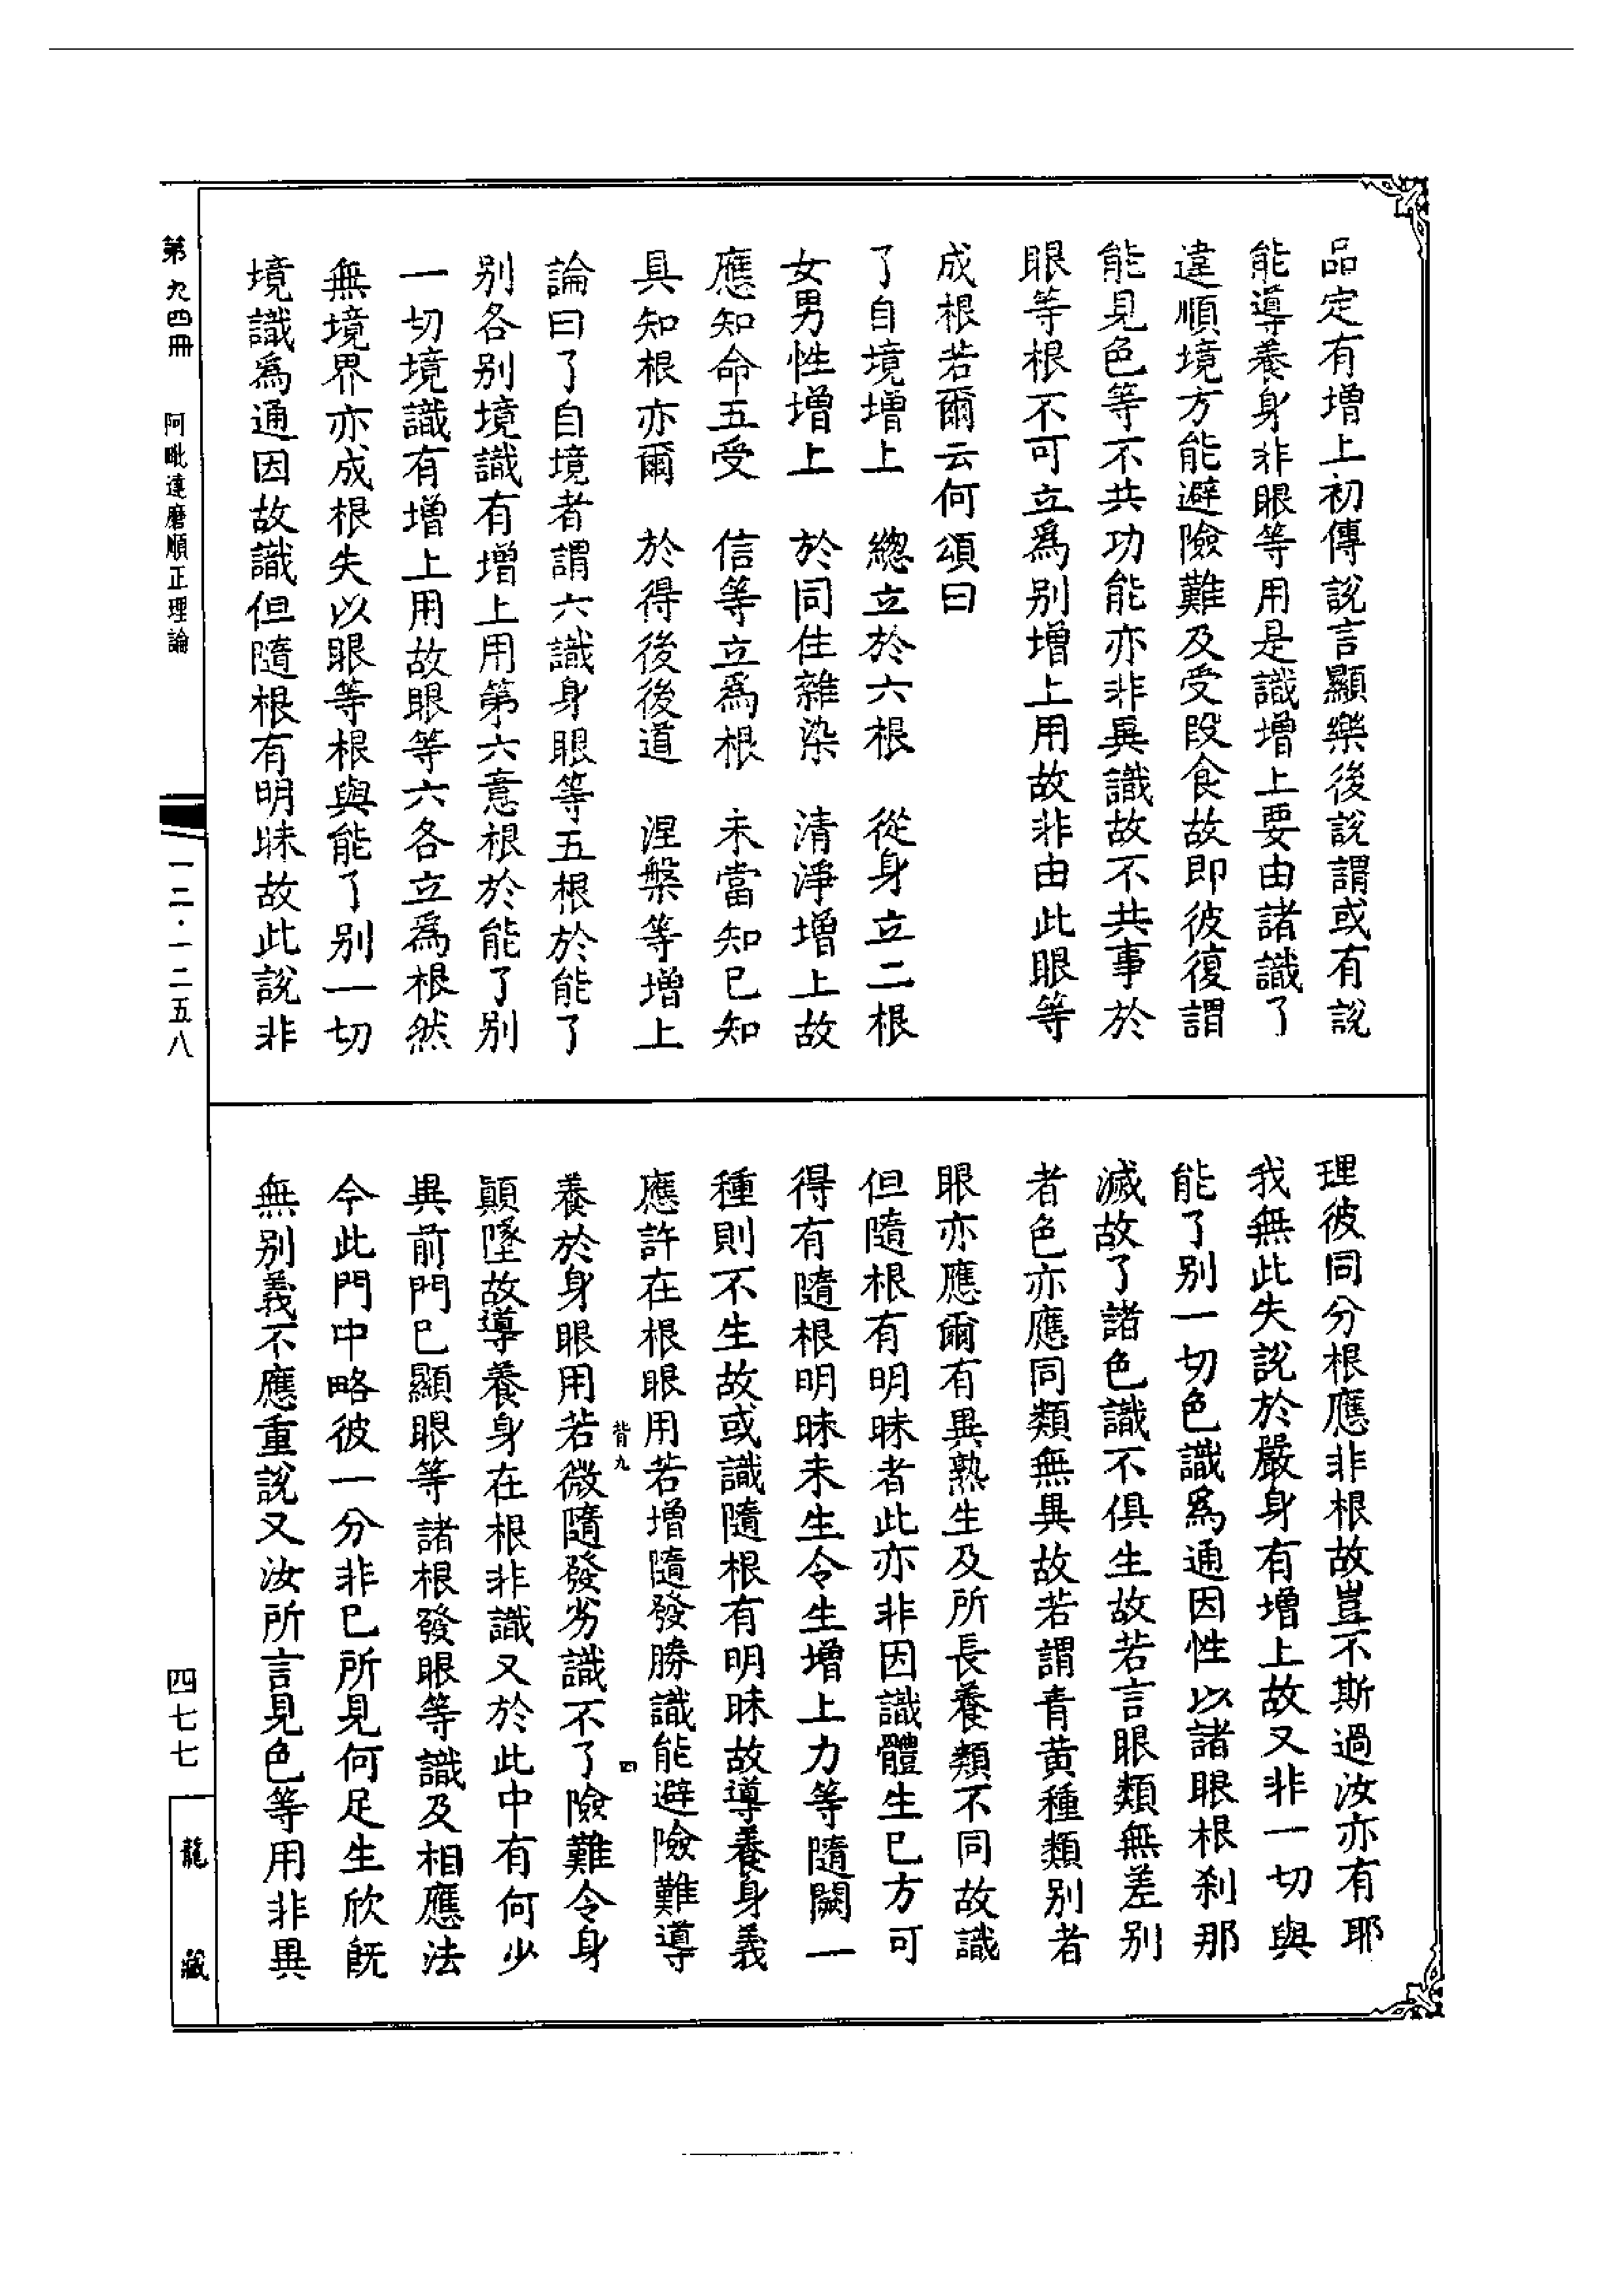 品定有增上初傳說言顯樂後說謂或有說
能導養身非眼等用是識增上要由諸識了
違順境方能避險難及受段食故即彼復謂
能見色等不共功能亦非異識故不共事於
眼等根不可立爲別增上用故非由此眼等
成根若爾云何頌曰
了自境增上　總立於六根　從身立二根
女男性增上　於同住雜染　清淨增上故
應知命五受　信等立爲根　未當知已知
具知根亦爾　於得後後道　涅槃等增上
論曰了自境者謂六識身眼等五根於能了
別各別境識有增上用第六意根於能了別
一切境識有增上用故眼等六各立爲根然
無境界亦成根失以眼等根與能了別一切
境識爲通因故識但隨根有明昧故此說非
理彼同分根應非根故豈不斯過汝亦有耶
我無此失說於嚴身有增上故又非一切與
能了別一切色識爲通因性以諸眼根刹那
滅故了諸色識不俱生故若言眼類無差別
者色亦應同類無異故若謂青黃種類別者
眼亦應爾有異熟生及所長養類不同故識
但隨根有明昧者此亦非因識體生已方可
得有隨根明昧未生令生增上力等隨闕一
種則不生故或識隨根有明昧故導養身義
應許在根眼用若增隨發勝識能避險難導
背九
四
養於身眼用若微隨發劣識不了險難令身
顛墜故導養身在根非識又於此中有何少
異前門已顯眼等諸根發眼等識及相應法
今此門中略彼一分非已所見何足生欣既
無別義不應重說又汝所言見色等用非異
第九四冊　阿毗達磨順正理論
一二·一二五八
四七七
龍藏